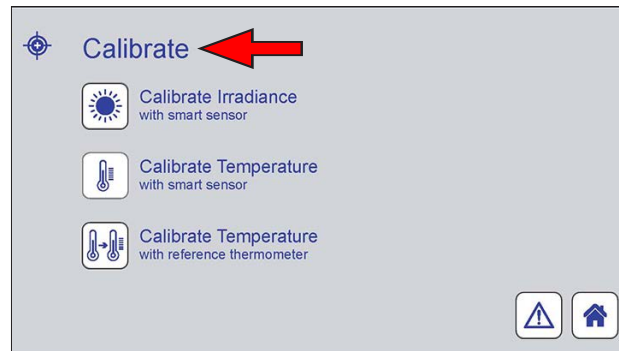 Calibrate
Calibrate Irradiance
with smart sensor
Calibrate Temperature
with smart sensor
Calibrate Temperature
with reference thermometer